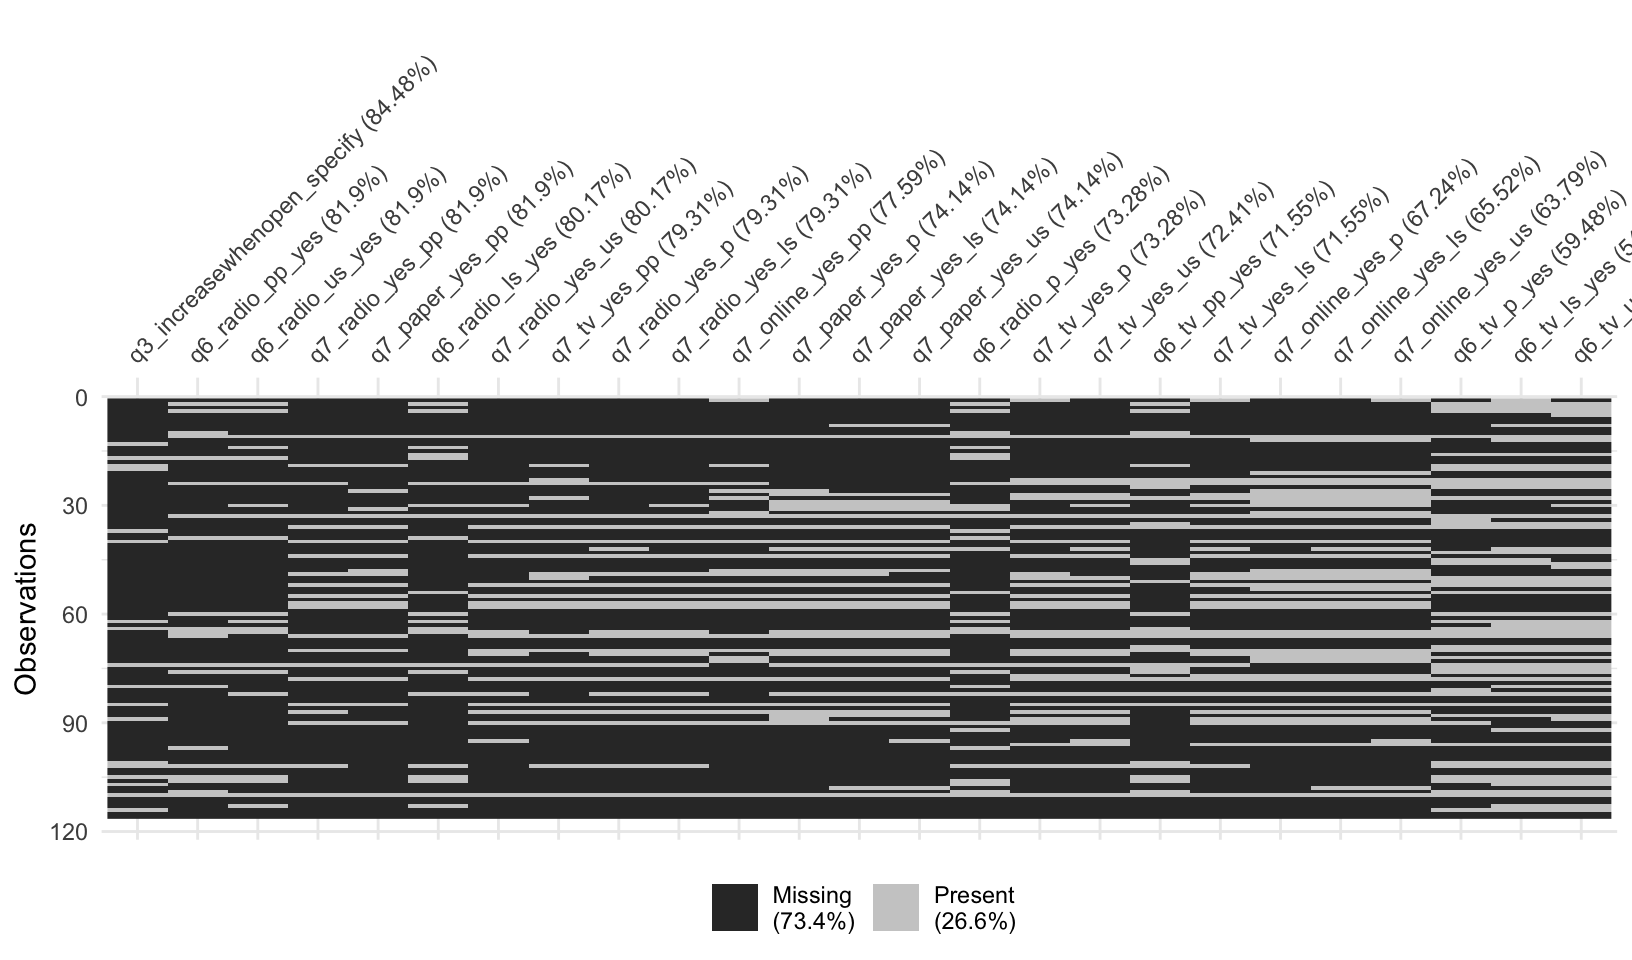 q3_increasewhenopen_specify (84.48%)
q6_radio_pp_yes (81.9%)
q6_radio_us_yes (81.9%)
q7_radio_yes_pp (81.9%)
q7_paper_yes_pp (81.9%)
q6_radio_ls_yes (80.17%)
q7_radio_yes_us (80.17%)
q7_tv_yes_pp (79.31%)
q7_radio_yes_p (79.31%)
q7_radio_yes_ls (79.31%)
q7_online_yes_pp (77.59%)
q7_paper_yes_p (74.14%)
q7_paper_yes_ls (74.14%)
q7_paper_yes_us (74.14%)
q6_radio_p_yes (73.28%)
q7_tv_yes_p (73.28%)
q7_tv_yes_us (72.41%)
q6_tv_pp_yes (71.55%)
q7_tv_yes_ls (71.55%)
q7_online_yes_p (67.24%)
q7_online_yes_ls (65.52%)
q7_online_yes_us (63.79%)
q6_tv_p_yes (59.48%)
q6_tv_ls_yes
q6_tv
0
30
60
90
120
Observations
Missing
(73.4%)
Present
(26.6%)